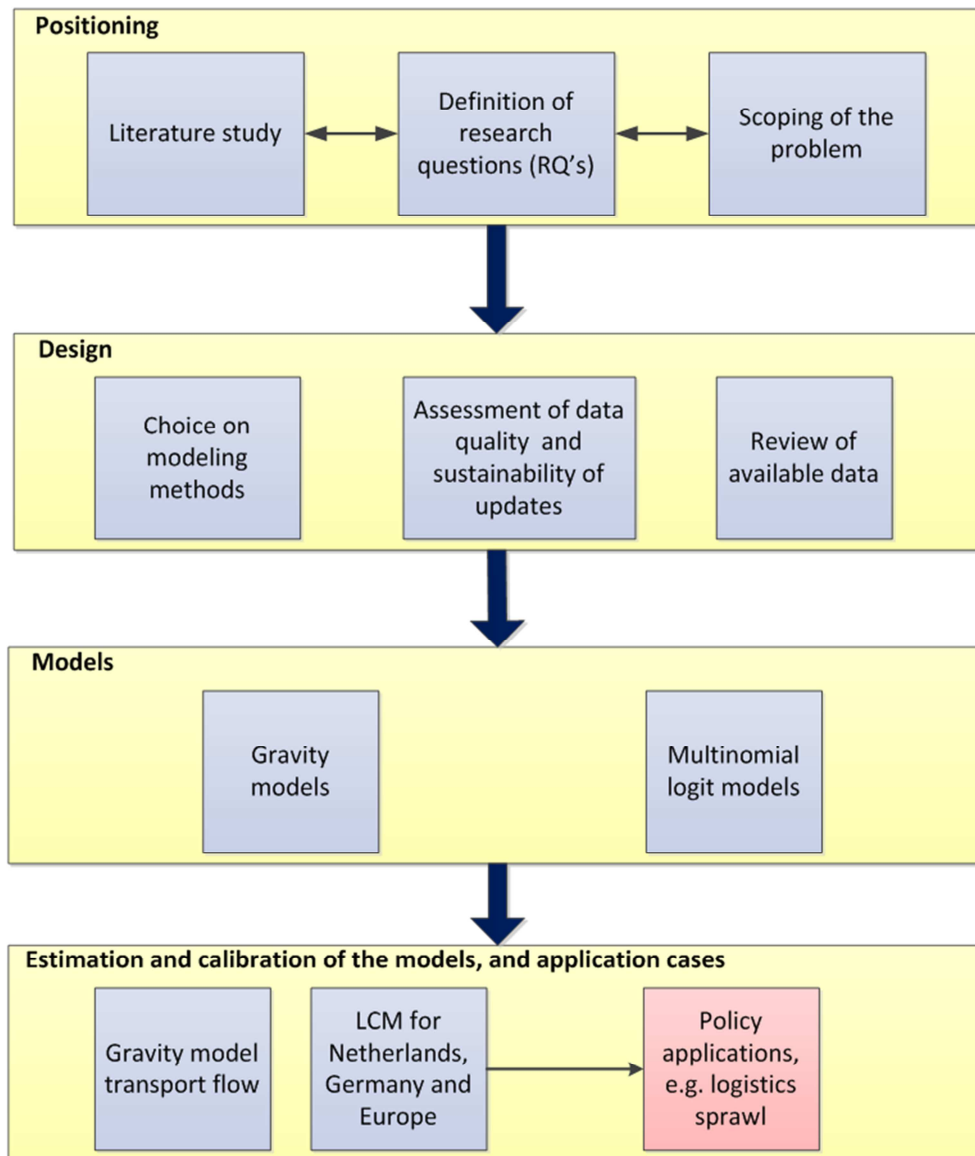 Positioning
Literature study
Definition of
research
questions (RQ's)
Scoping of the
problem
Design
Choice on
modeling
methods
Assessment of data
quality and
sustainability of
updates
Review of
available data
Models
Gravity
models
Multinomial
logit models
Estimation and calibration of the models, and application cases
Gravity model
transport flow
LCM for
Netherlands,
Germany and
Europe
Policy
applications,
e.g. logistics
sprawl